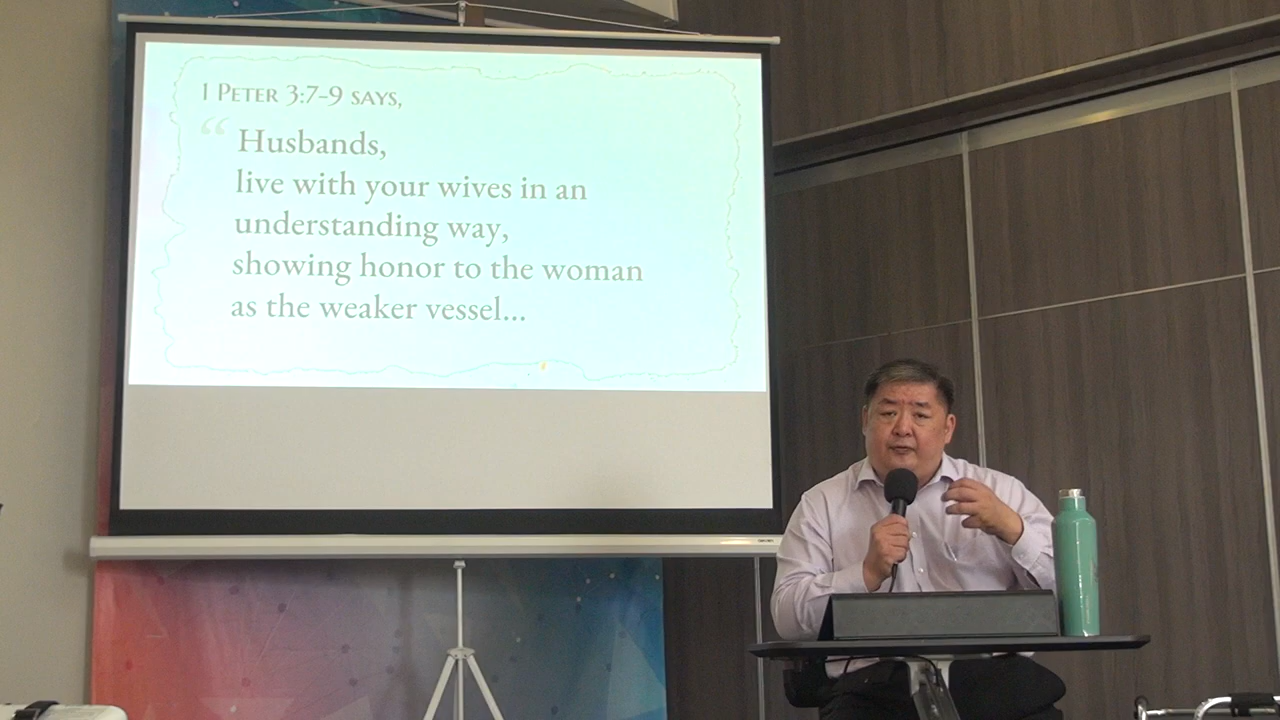 1 Peter 3:7-9 says,
“
Husbands,
live with your wives in an
understanding way,
showing honor to the woman
as the weaker vessel...